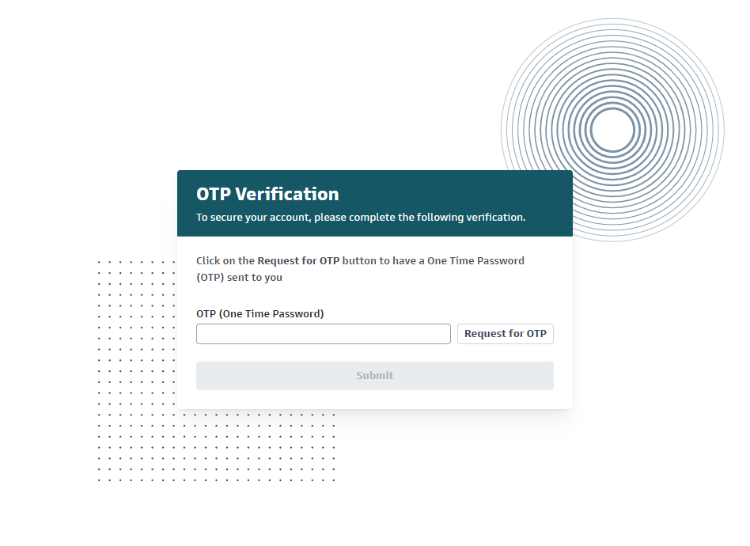 OTP Verification
To secure your account, please complete the following verification.
Click on the Request for OTP button to have a One Time Password
(OTP) sent to you
OTP (One Time Password)
Request for OTP
Submit